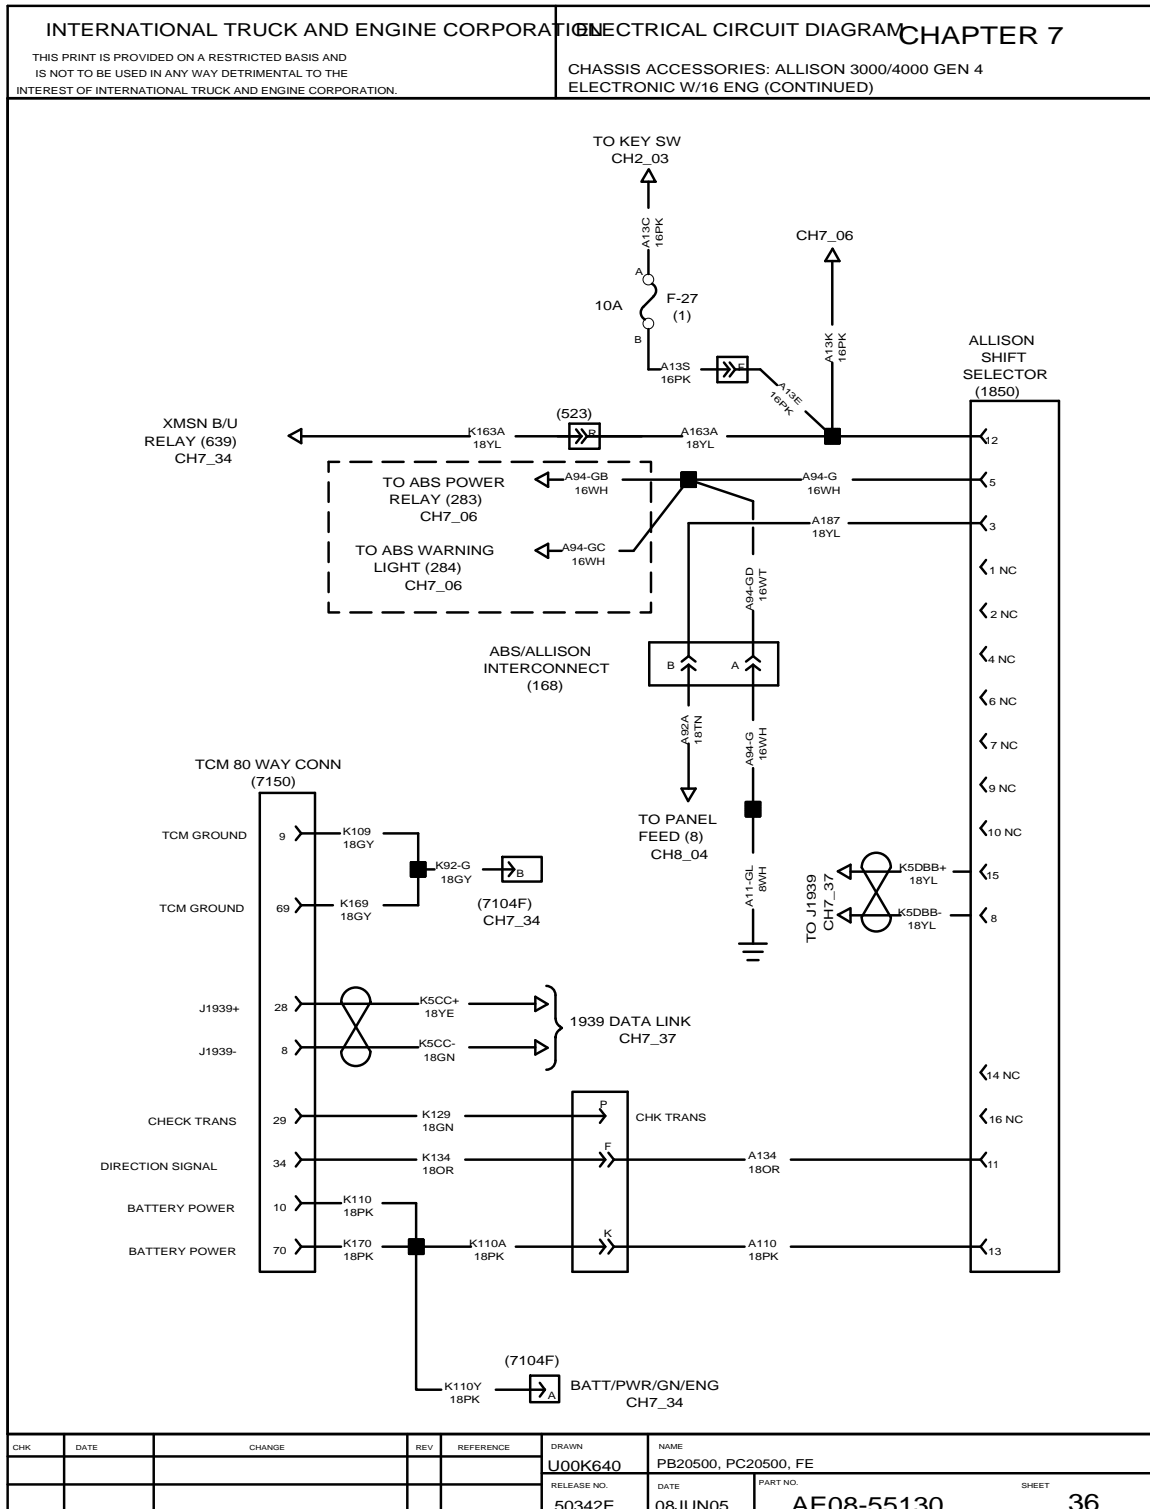 INTERNATIONAL TRUCK AND ENGINE CORPORATION
THIS PRINT IS PROVIDED ON A RESTRICTED BASIS AND
IS NOT TO BE USED IN ANY WAY DETRIMENTAL TO THE
INTEREST OF INTERNATIONAL TRUCK AND ENGINE CORPORATION.
ELECTRICAL CIRCUIT DIAGRAM
CHAPTER 7
CHASSIS ACCESSORIES: ALLISON 3000/4000 GEN 4
ELECTRONIC W/16 ENG (CONTINUED)
TO KEY SW
CH2_03
A13C
16PK
A
10A
F-27
(1)
B
A13S
16PK
E
A13E
16PK
CH7_06
A13K
16PK
ALLISON
SHIFT
SELECTOR
(1850)
XMSN B/U
RELAY (639)
CH7_34
K163A
18YL
(523)
R
A163A
18YL
12
TO ABS POWER
RELAY (283)
CH7_06
A94-GB
16WH
A94-G
16WH
5
A187
18YL
3
TO ABS WARNING
LIGHT (284)
CH7_06
A94-GC
16WH
1 NC
A94-GD
16WT
2 NC
ABS/ALLISON
INTERCONNECT
(168)
B
A
4 NC
6 NC
A92A
18TN
A94-G
16WH
7 NC
9 NC
TO PANEL
FEED (8)
CH8_04
10 NC
A11-GL
8WH
TO J1939
CH7_37
K5DBB+
18YL
15
K5DBB-
18YL
8
TCM 80 WAY CONN
(7150)
TCM GROUND
9
K109
18GY
K92-G
18GY
B
(7104F)
CH7_34
TCM GROUND
69
K169
18GY
J1939+
28
K5CC+
18YE
1939 DATA LINK
CH7_37
J1939-
8
K5CC-
18GN
14 NC
CHECK TRANS
29
K129
18GN
P
CHK TRANS
16 NC
DIRECTION SIGNAL
34
K134
18OR
F
A134
18OR
11
BATTERY POWER
10
K110
18PK
BATTERY POWER
70
K170
18PK
K110A
18PK
K
A110
18PK
13
(7104F)
K110Y
18PK
A
BATT/PWR/GN/ENG
CH7_34
CHK
DATE
CHANGE
REV
REFERENCE
DRAWN
U00K640
NAME
PB20500, PC20500, FE
RELEASE NO.
50342F
DATE
08JUN05
PART NO.
AE08-55130
SHEET
36